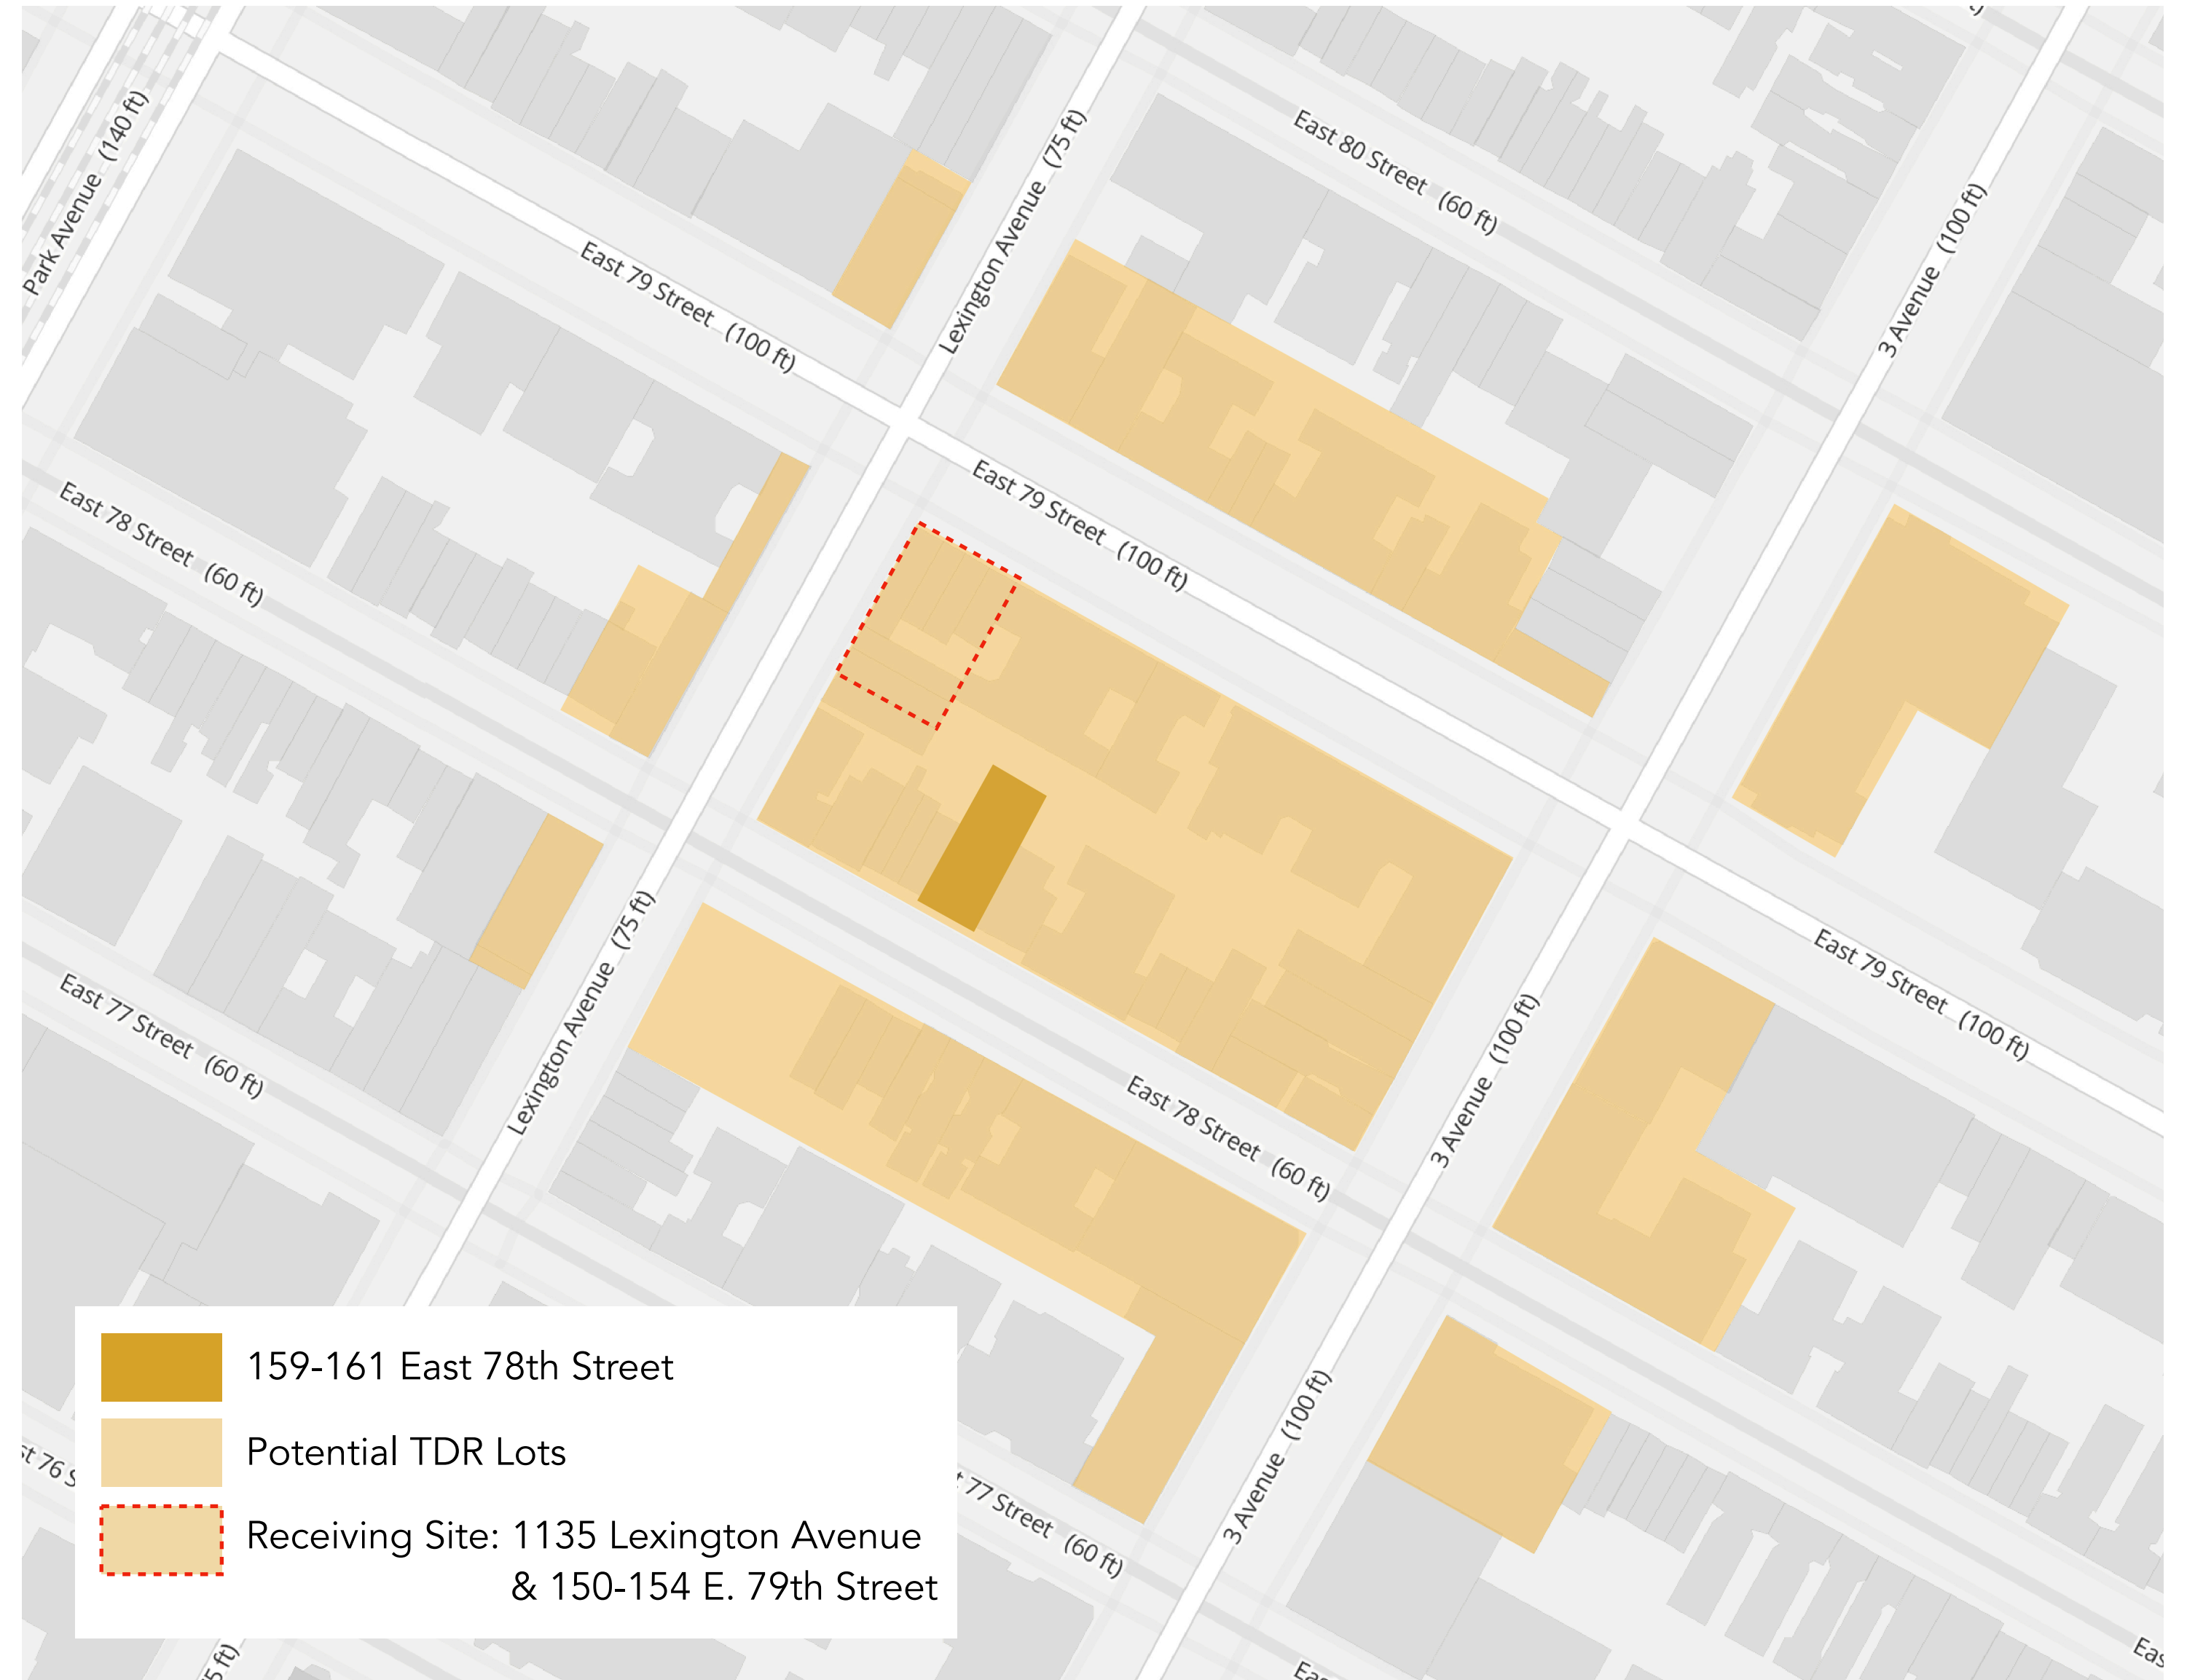 Park Avenue (140 ft)
East 79 Street (100 ft)
Lexington Avenue (75 ft)
East 80 Street (60 ft)
3 Avenue (100 ft)
East 78 Street (60 ft)
East 79 Street (100 ft)
East 77 Street (60 ft)
Lexington Avenue (75 ft)
East 78 Street (60 ft)
3 Avenue (100 ft)
East 79 Street (100 ft)
3 Avenue (100 ft)
77 Street (60 ft)
159-161 East 78th Street
Potential TDR Lots
Receiving Site: 1135 Lexington Avenue
& 150-154 E. 79th Street